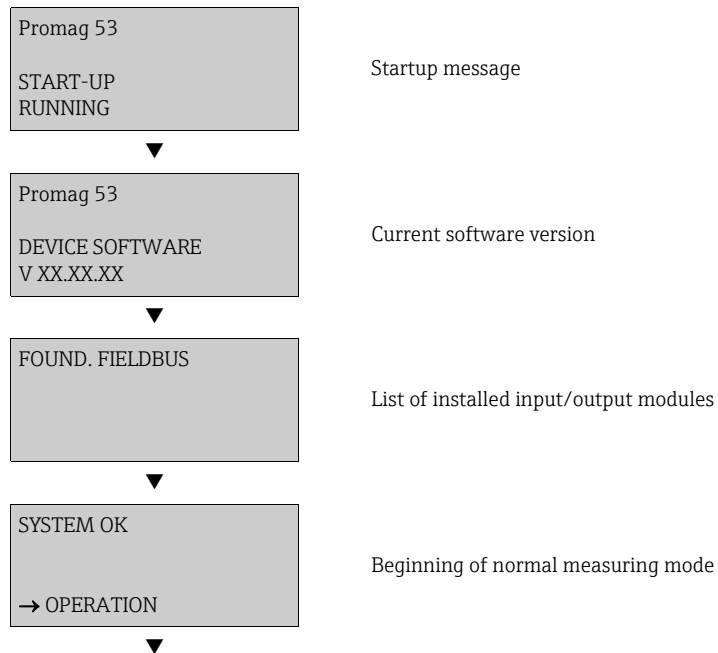 Promag 53
START-UP
RUNNING
Startup message
▼
Promag 53
DEVICE SOFTWARE
V XX.XX.XX
Current software version
▼
FOUND. FIELDBUS
List of installed input/output modules
▼
SYSTEM OK
→ OPERATION
Beginning of normal measuring mode
▼